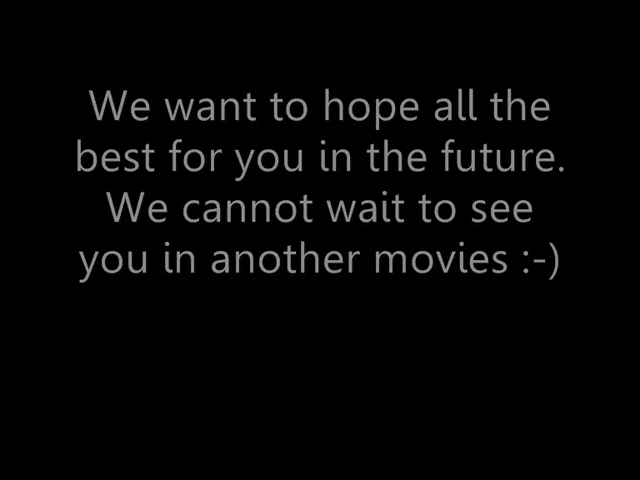 We want to hope all the
best for you in the future.
We cannot wait to see
you in another movies :-)